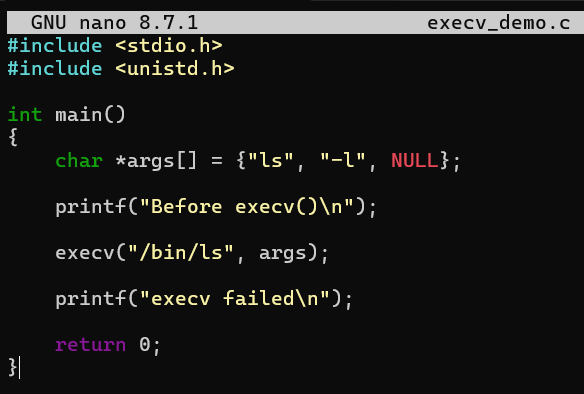 GNU nano 8.7.1 execv_demo.c
#include <stdio.h>
#include <unistd.h>
int main()
{
    char *args[] = {"ls", "-l", NULL};
    printf("Before execv()\n");
    execv("/bin/ls", args);
    printf("execv failed\n");
    return 0;
}